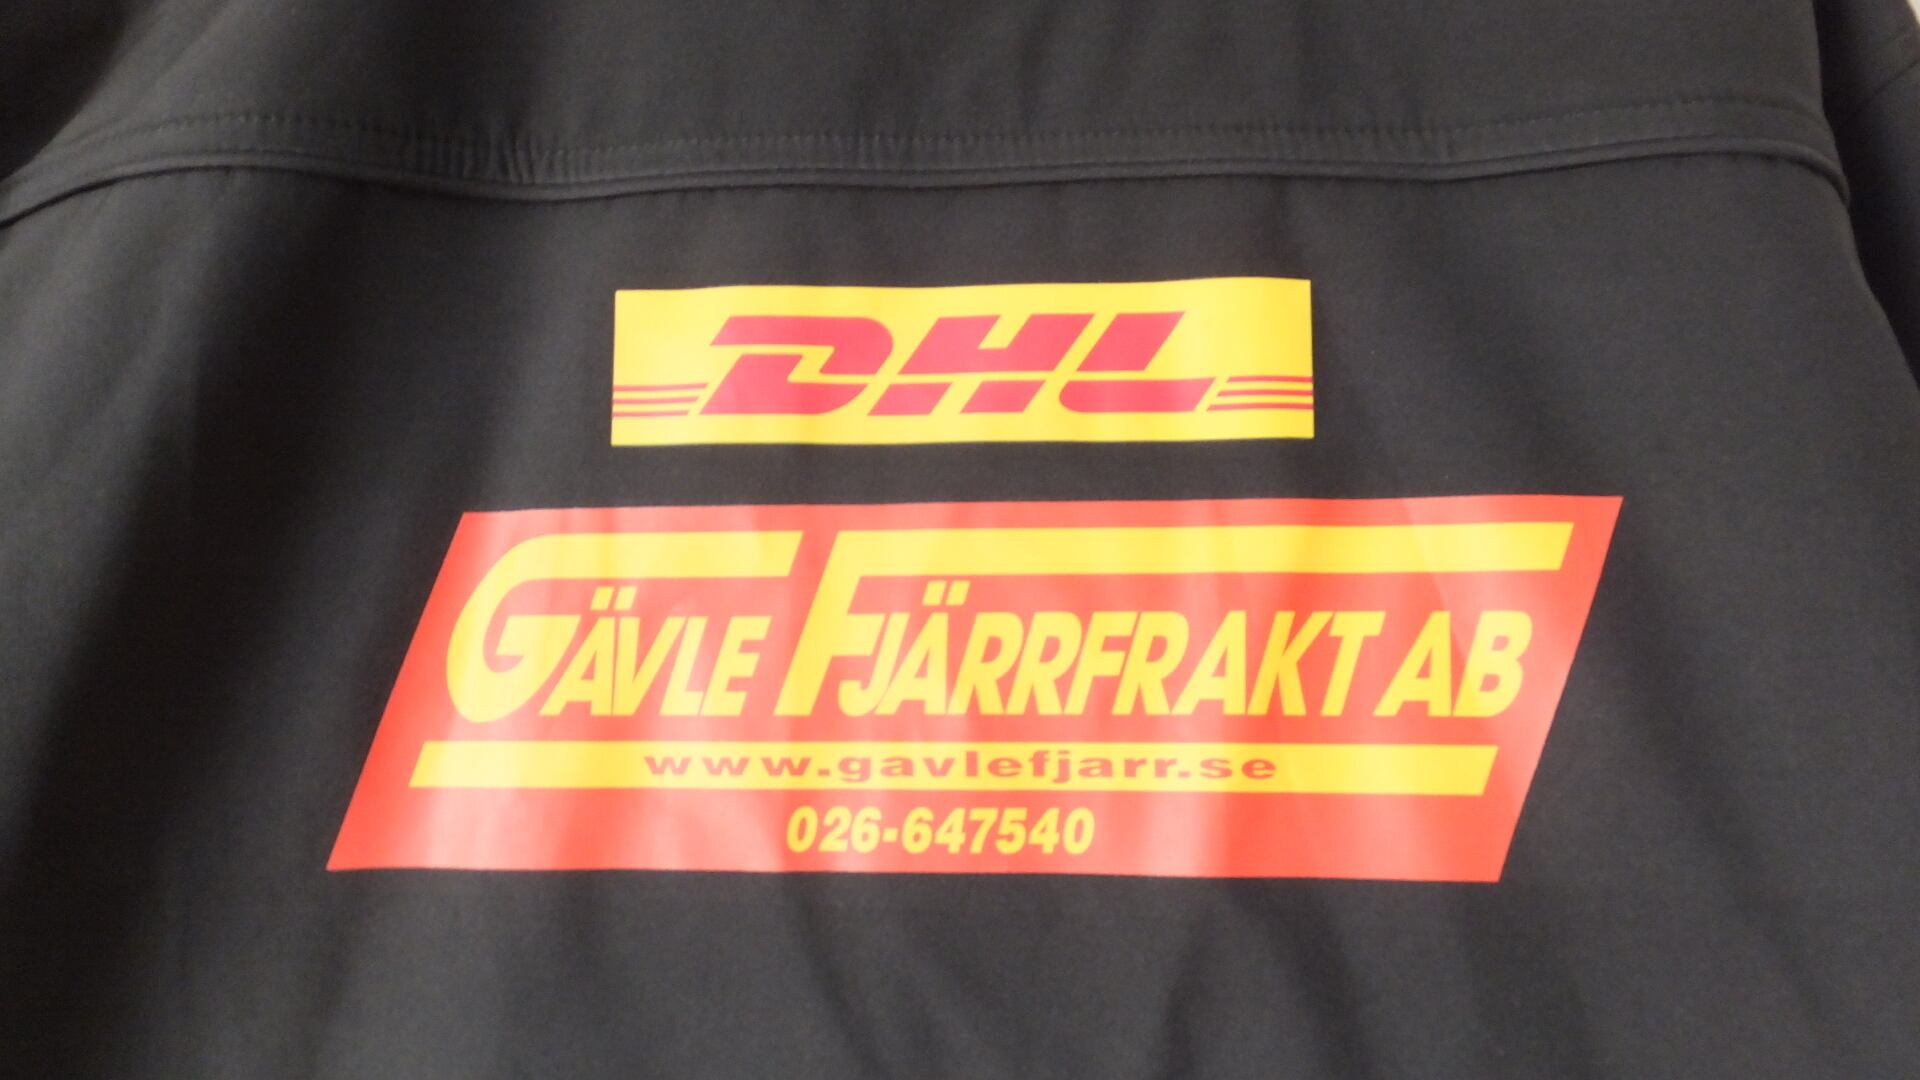 DHL
GÄVLE FJÄRRFRAKT AB
www.gavlefjarr.se
026-647540